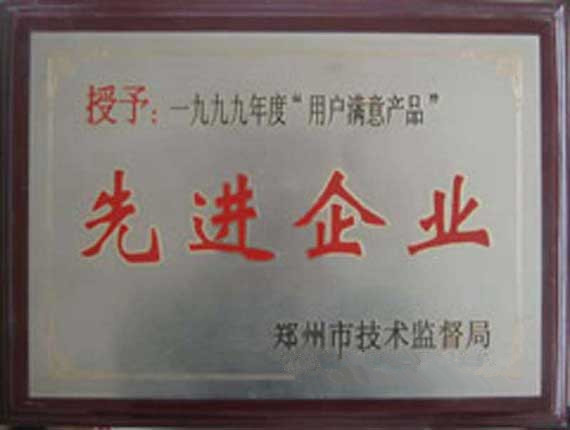 授予：一九九九年度“用户满意产品”
先进企业
郑州市技术监督局